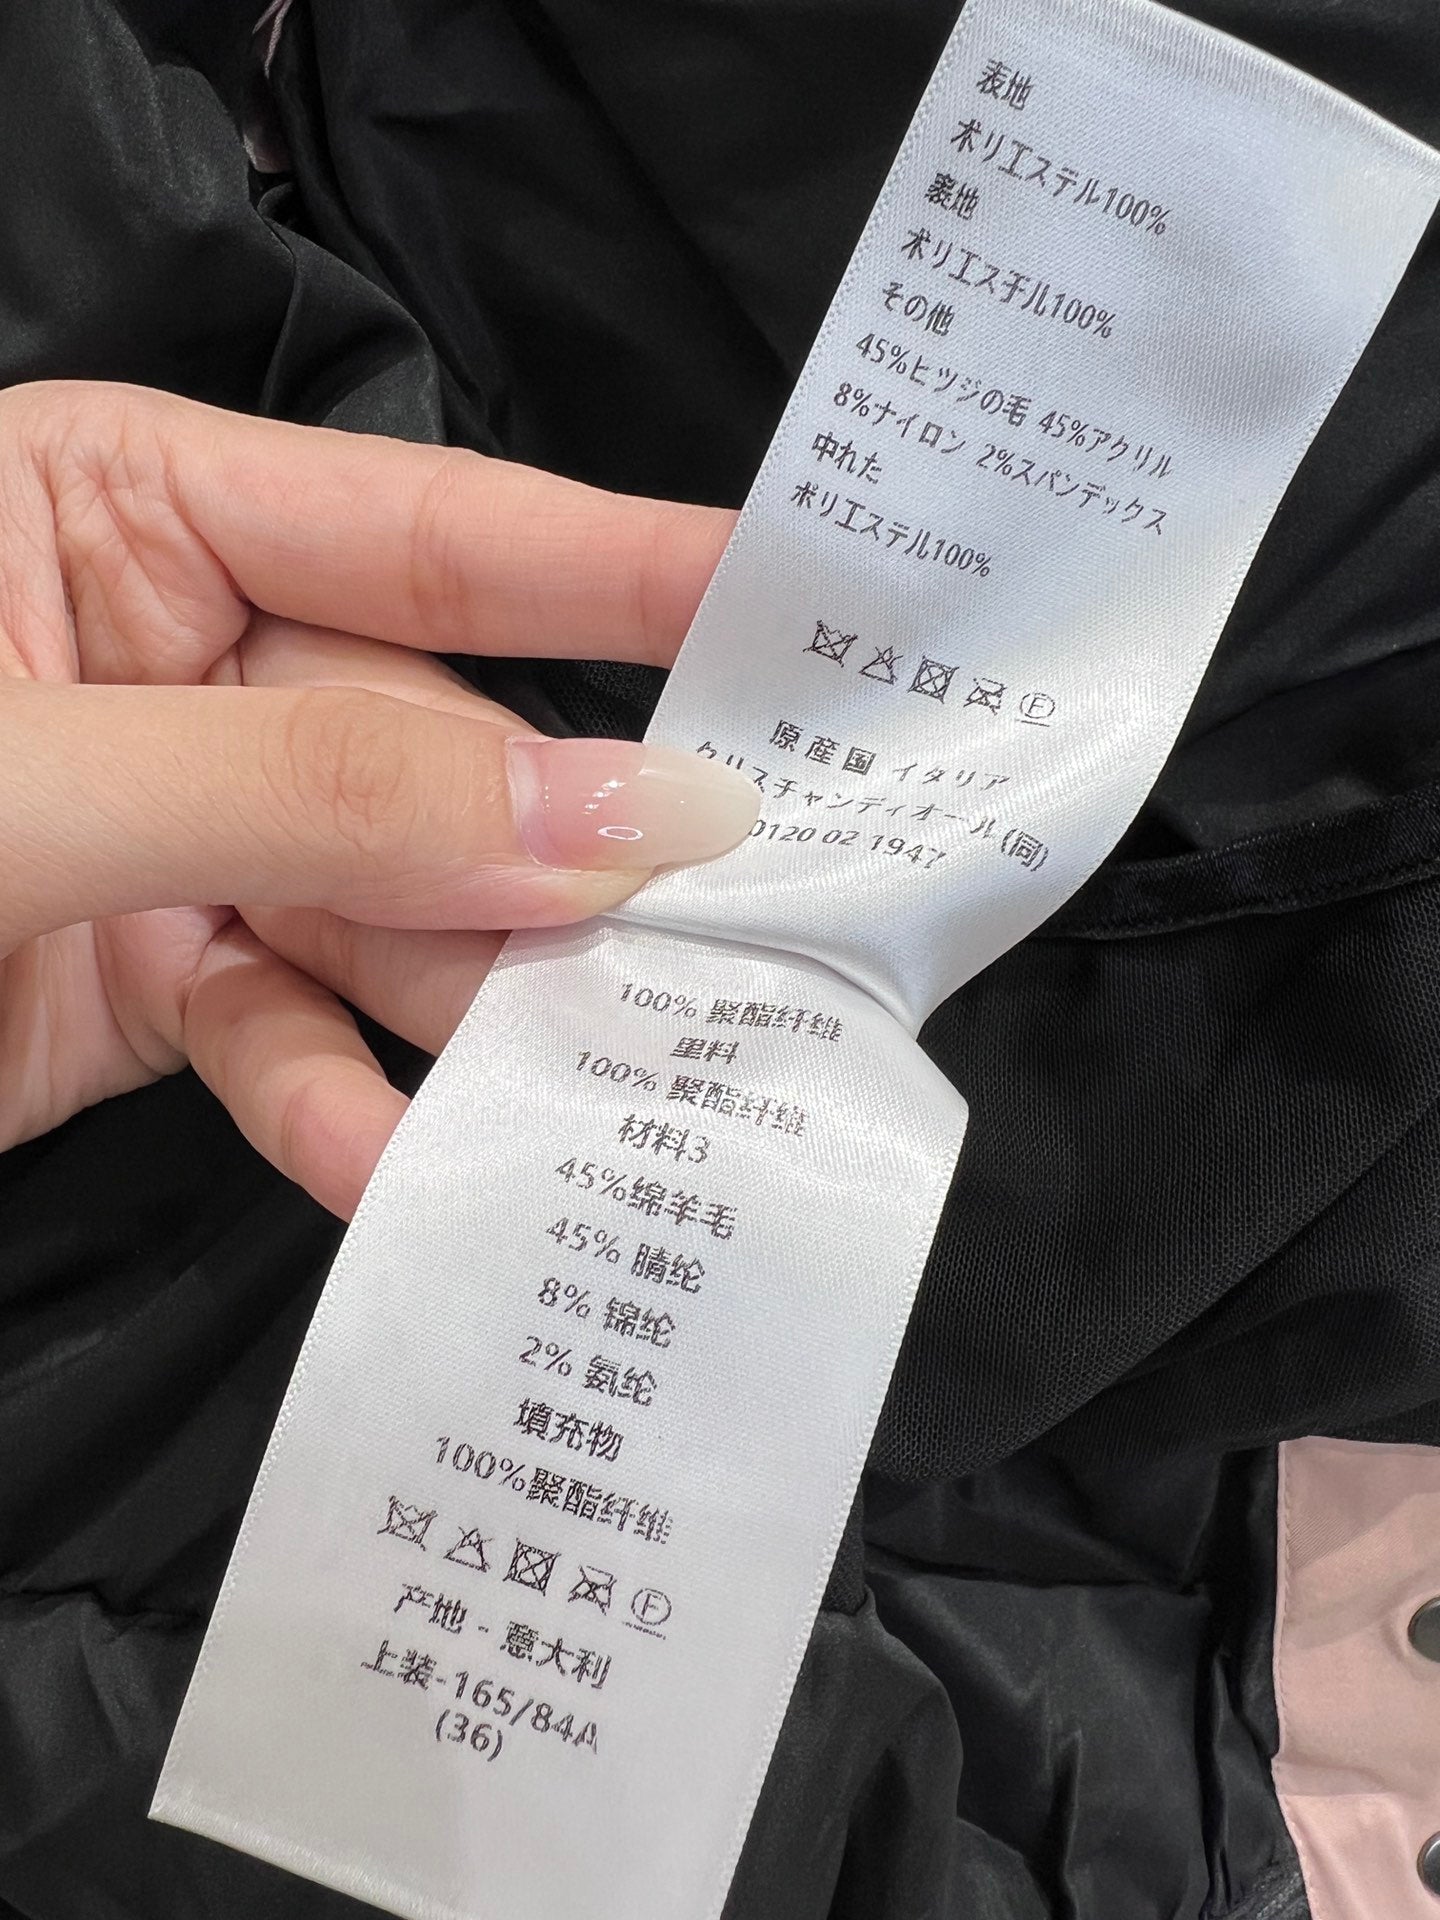 表地
ポリエステル100%
表地
ポリエステル100%
その他
45%ヒツジの毛 45%アクリル
8%ナイロン 2%スパンデックス
中れた
ポリエステル100%
F
原産国 イタリア
クリスチャンディオール(同)
0120 02 1947
100% 聚酯纤维
里料
100% 聚酯纤维
材料3
45%绵羊毛
45% 腈纶
8% 锦纶
2% 氨纶
填充物
100%聚酯纤维
F
产地 - 意大利
上装-165/84A
(36)